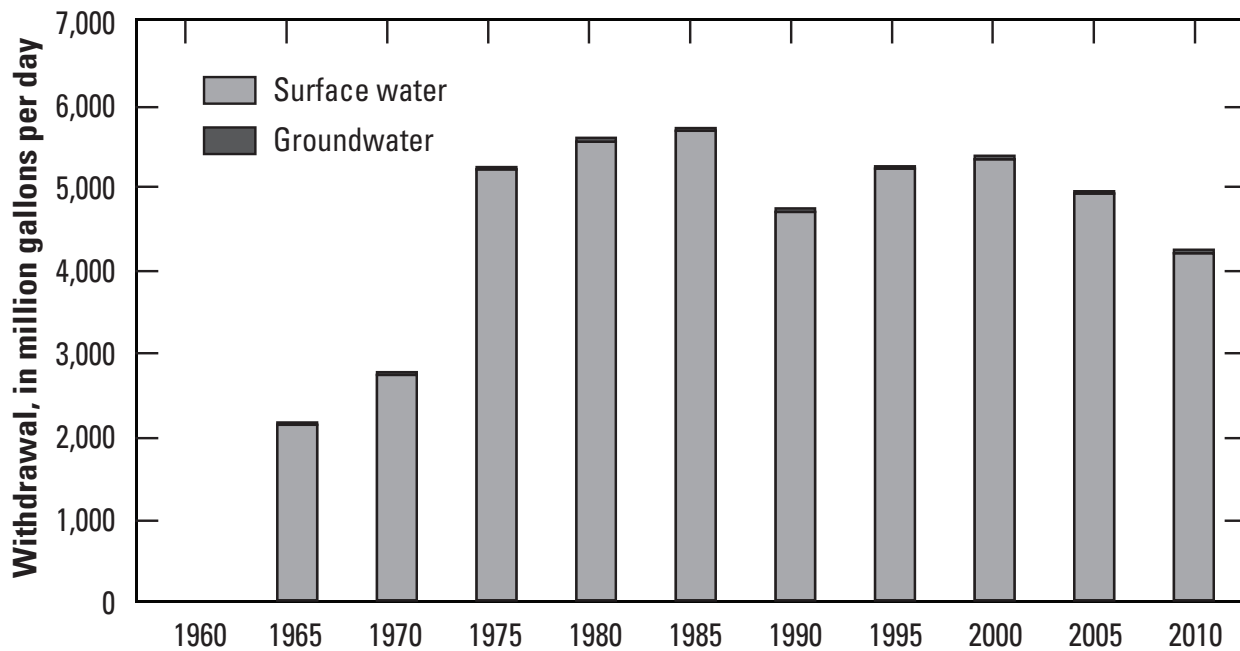 Withdrawal, in million gallons per day
7,000
6,000
5,000
4,000
3,000
2,000
1,000
0
Surface water
Groundwater
1960 1965 1970 1975 1980 1985 1990 1995 2000 2005 2010